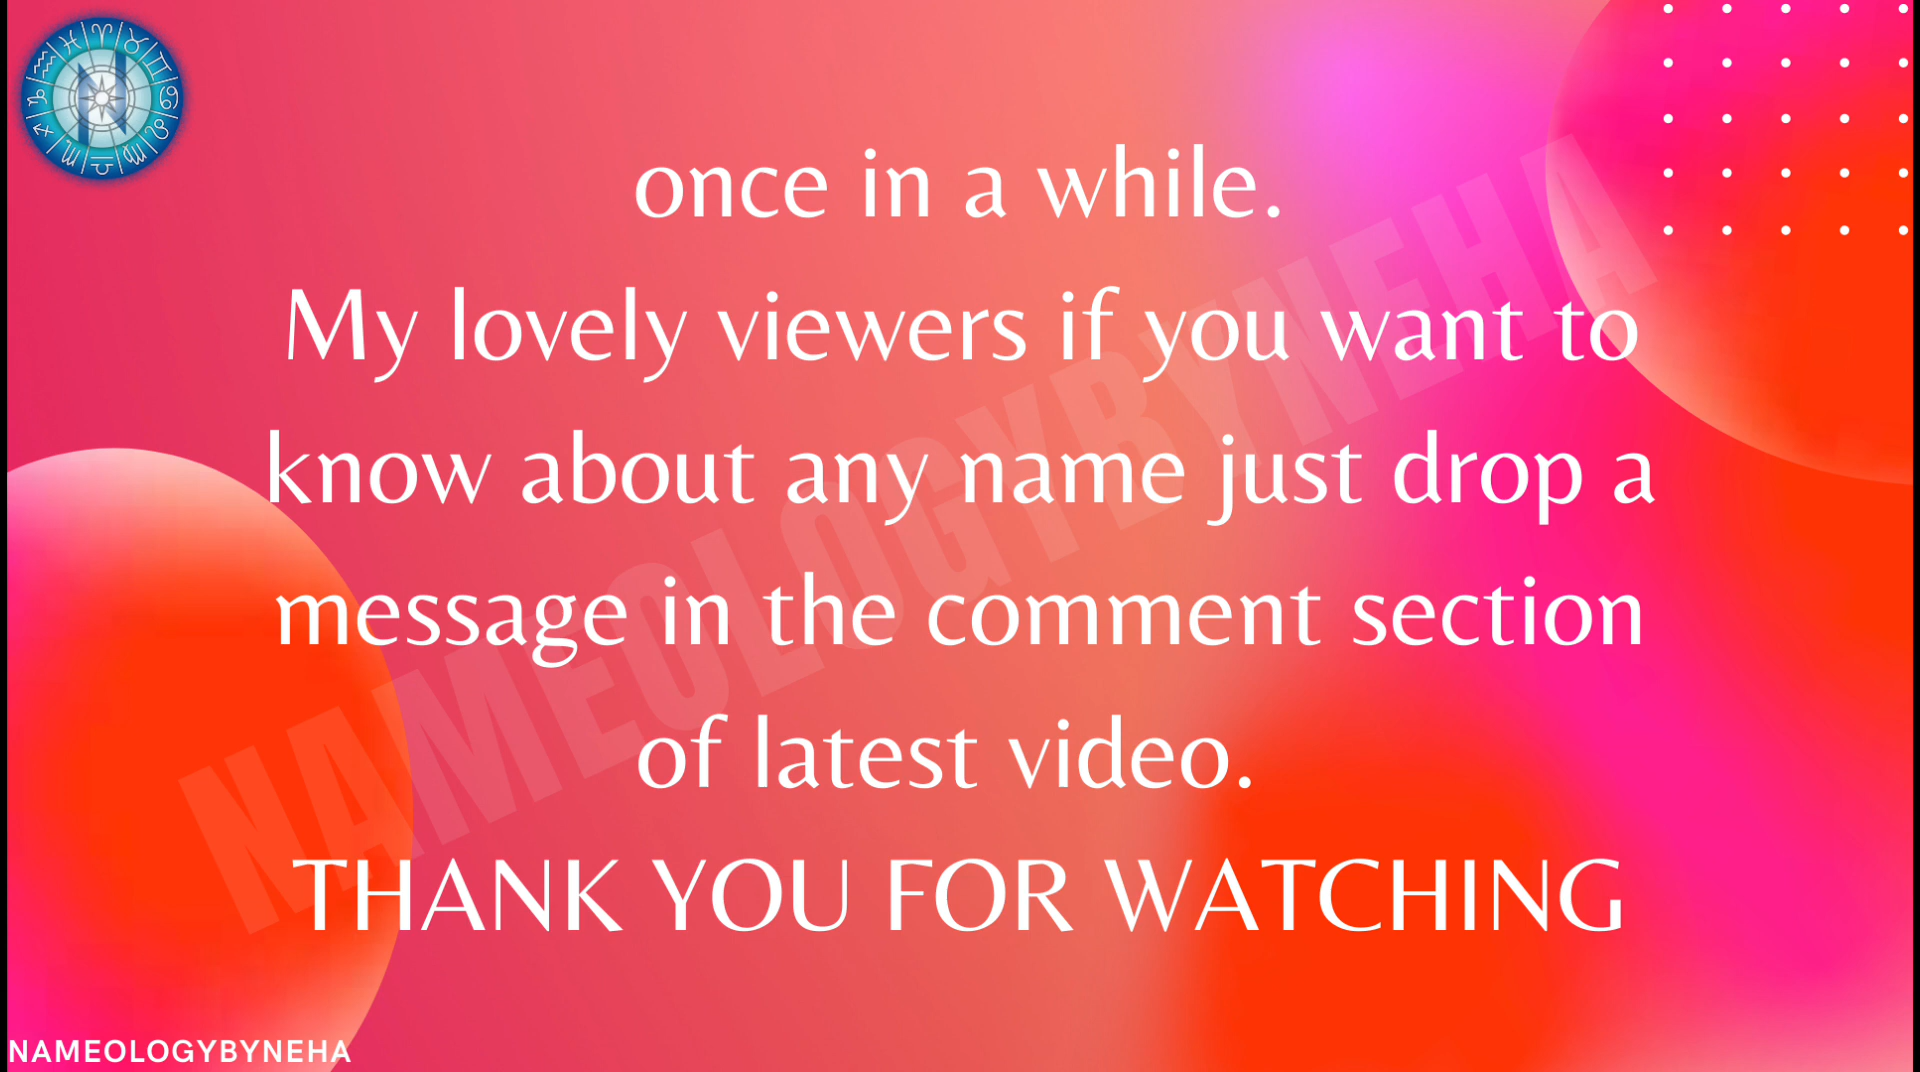 once in a while.
My lovely viewers if you want to
know about any name just drop a
message in the comment section
of latest video.
THANK YOU FOR WATCHING
NAMEOLOGYBYNEHA
NAMEOLOGYBYNEHA
N